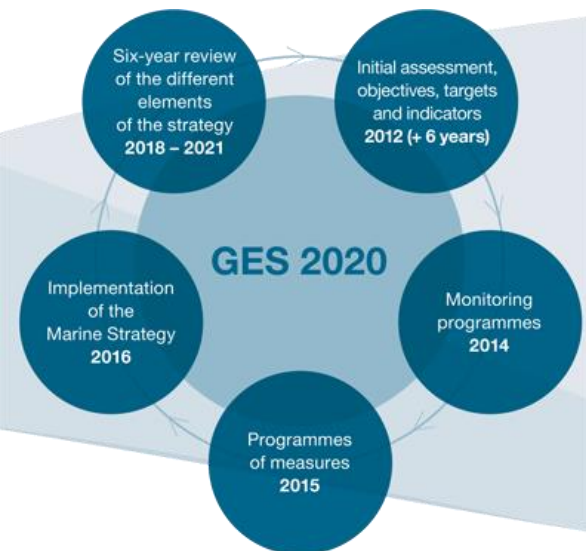 Six-year review
of the different
elements
of the strategy
2018 – 2021
Initial assessment,
objectives, targets
and indicators
2012 (+ 6 years)
GES 2020
Implementation
of the
Marine Strategy
2016
Monitoring
programmes
2014
Programmes
of measures
2015